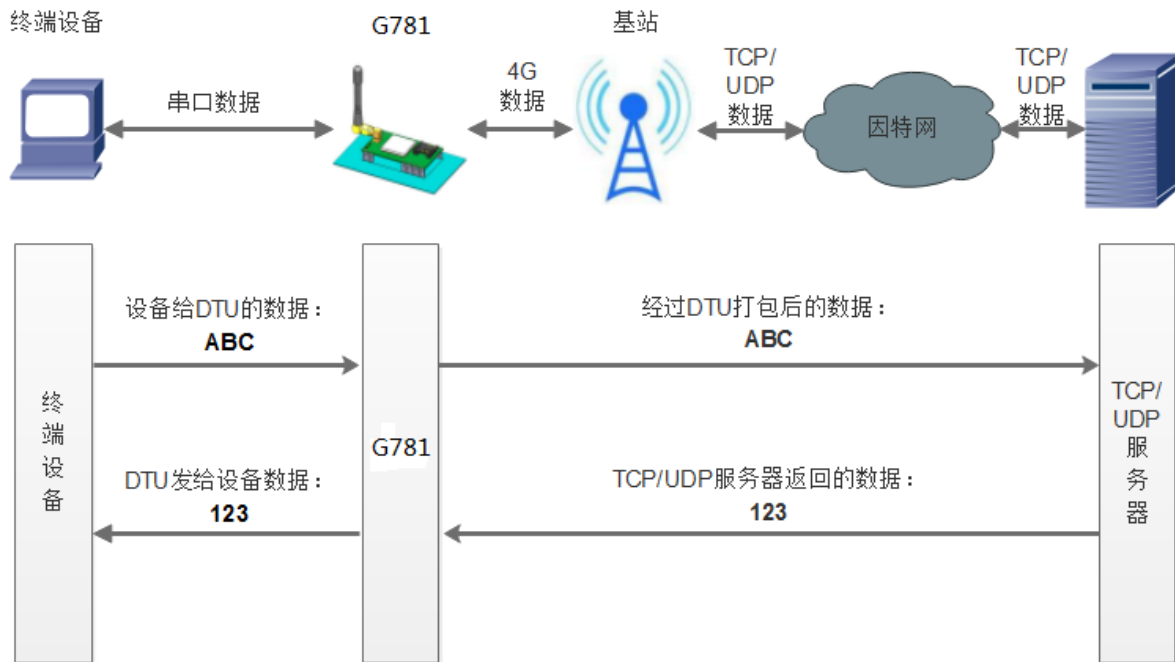 终端设备
G781
基站
串口数据
4G
数据
TCP/
UDP
数据
因特网
TCP/
UDP
数据
设备给DTU的数据：
ABC
经过DTU打包后的数据：
ABC
终
端
设
备
G781
TCP/
UDP
服
务
器
DTU发给设备数据：
123
TCP/UDP服务器返回的数据：
123